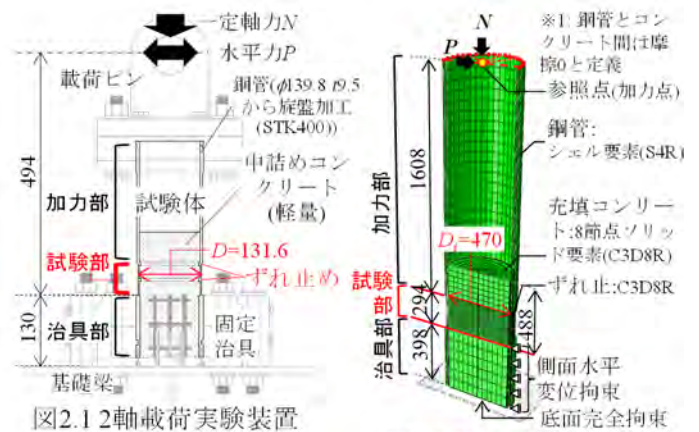 定軸力N
水平力P
載荷ピン
鋼管(φ139.8 t9.5
から旋盤加工
(STK400))
中詰めコン
クリート
(軽量)
494
加力部
試験体
D=131.6
試験部
ずれ止め
130
治具部
固定
治具
基礎梁
図2.1 2軸載荷実験装置
N
P
※1: 鋼管とコン
クリート間は摩
擦0と定義
参照点(加力点)
鋼管:
シェル要素(S4R)
1608
加力部
充填コンリー
ト:8節点ソリッ
ド要素(C3D8R)
D1=470
ずれ止:C3D8R
試験
部
294
488
治具部
398
側面水平
変位拘束
底面完全拘束